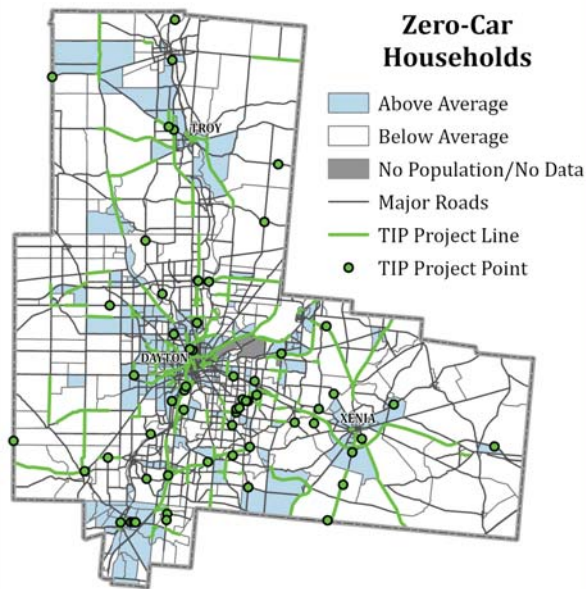 Zero-Car
Households
Above Average
Below Average
No Population/No Data
Major Roads
TIP Project Line
TIP Project Point
TROY
DAYTON
XENIA